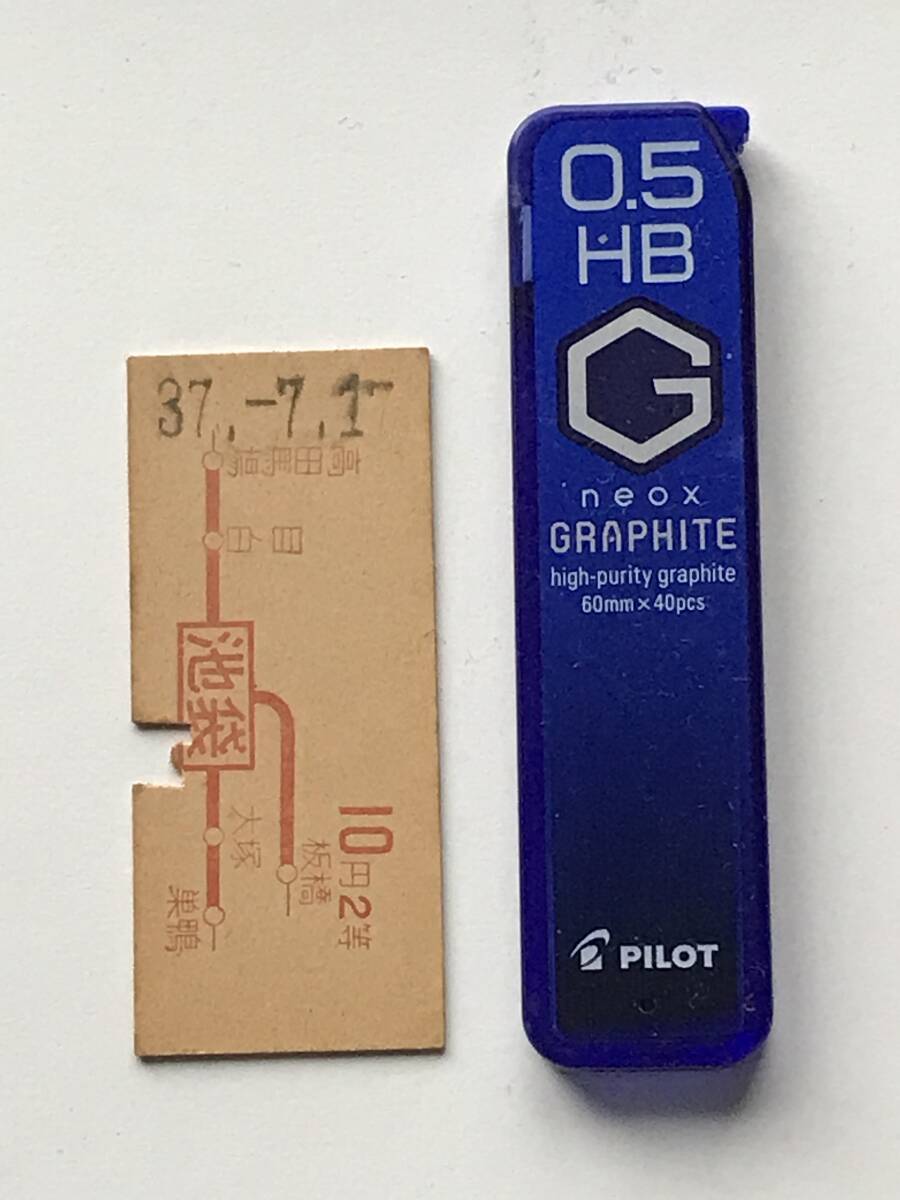 37.-7.1
高田馬場
目白
池袋
大塚
巣鴨
板橋
10円2等
0.5
HB
G
neox
GRAPHITE
high-purity graphite
60mm×40pcs
PILOT